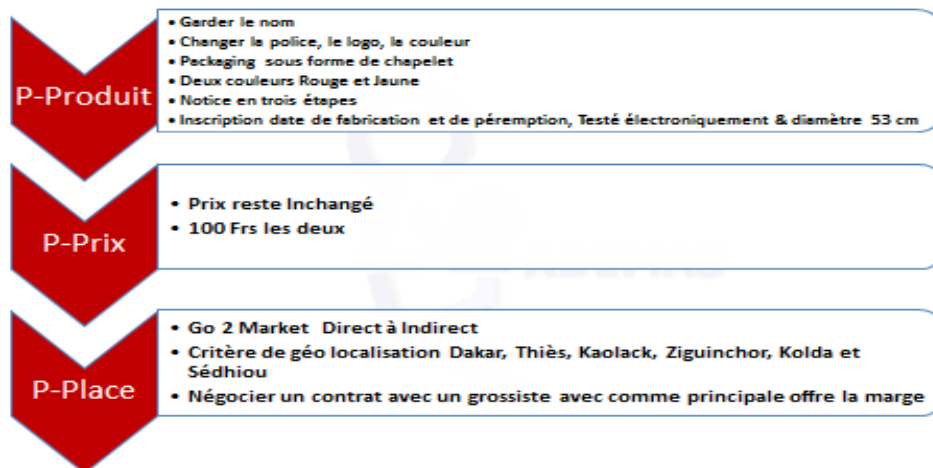 P-Produit
• Garder le nom
• Changer la police, le logo, la couleur
• Packaging sous forme de chapelet
• Deux couleurs Rouge et Jaune
• Notice en trois étapes
• Inscription date de fabrication et de péremption, Testé électroniquement & diamètre 53 cm
P-Prix
• Prix reste Inchangé
• 100 Frs les deux
ADEMAS
P-Place
• Go 2 Market Direct à Indirect
• Critère de géo localisation Dakar, Thiès, Kaolack, Ziguinchor, Kolda et
Sédhiou
• Négocier un contrat avec un grossiste avec comme principale offre la marge